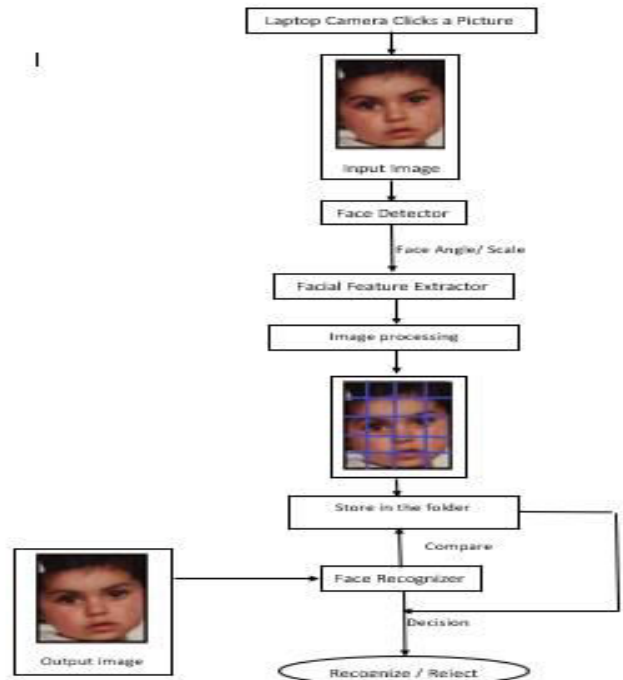 Laptop Camera Clicks a Picture
Input Image
Face Detector
Face Angle/ Scale
Facial Feature Extractor
Image processing
Store in the folder
Compare
Face Recognizer
Output image
Decision
Recognize / Reject